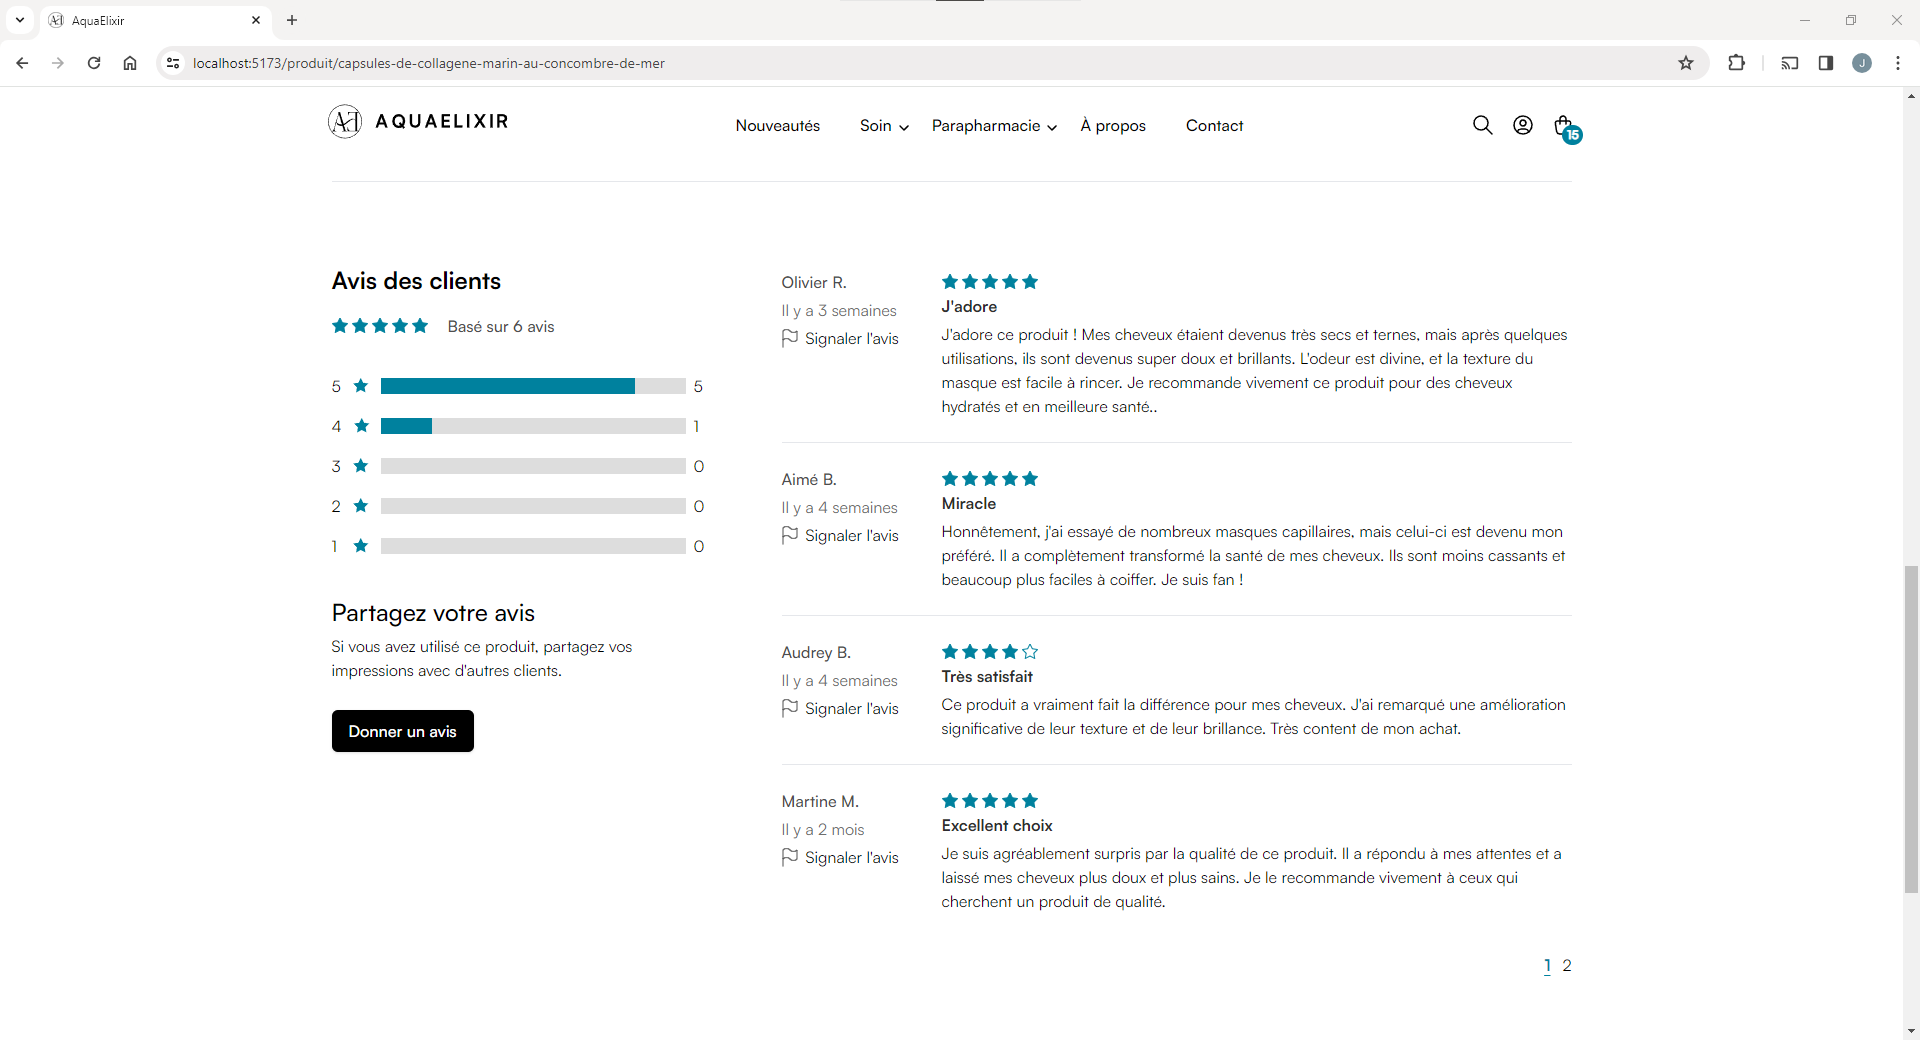 AquaElixir
localhost:5173/produit/capsules-de-collagene-marin-au-concombre-de-mer
J
AE AQUAELIXIR
Nouveautés Soin Parapharmacie À propos Contact
15
Avis des clients
Basé sur 6 avis
5 5
4 1
3 0
2 0
1 0
Partagez votre avis
Si vous avez utilisé ce produit, partagez vos
impressions avec d'autres clients.
Donner un avis
Olivier R.
Il y a 3 semaines
Signaler l'avis
J'adore
J'adore ce produit ! Mes cheveux étaient devenus très secs et ternes, mais après quelques
utilisations, ils sont devenus super doux et brillants. L'odeur est divine, et la texture du
masque est facile à rincer. Je recommande vivement ce produit pour des cheveux
hydratés et en meilleure santé..
Aimé B.
Il y a 4 semaines
Signaler l'avis
Miracle
Honnêtement, j'ai essayé de nombreux masques capillaires, mais celui-ci est devenu mon
préféré. Il a complètement transformé la santé de mes cheveux. Ils sont moins cassants et
beaucoup plus faciles à coiffer. Je suis fan !
Audrey B.
Il y a 4 semaines
Signaler l'avis
Très satisfait
Ce produit a vraiment fait la différence pour mes cheveux. J'ai remarqué une amélioration
significative de leur texture et de leur brillance. Très content de mon achat.
Martine M.
Il y a 2 mois
Signaler l'avis
Excellent choix
Je suis agréablement surpris par la qualité de ce produit. Il a répondu à mes attentes et a
laissé mes cheveux plus doux et plus sains. Je le recommande vivement à ceux qui
cherchent un produit de qualité.
1 2